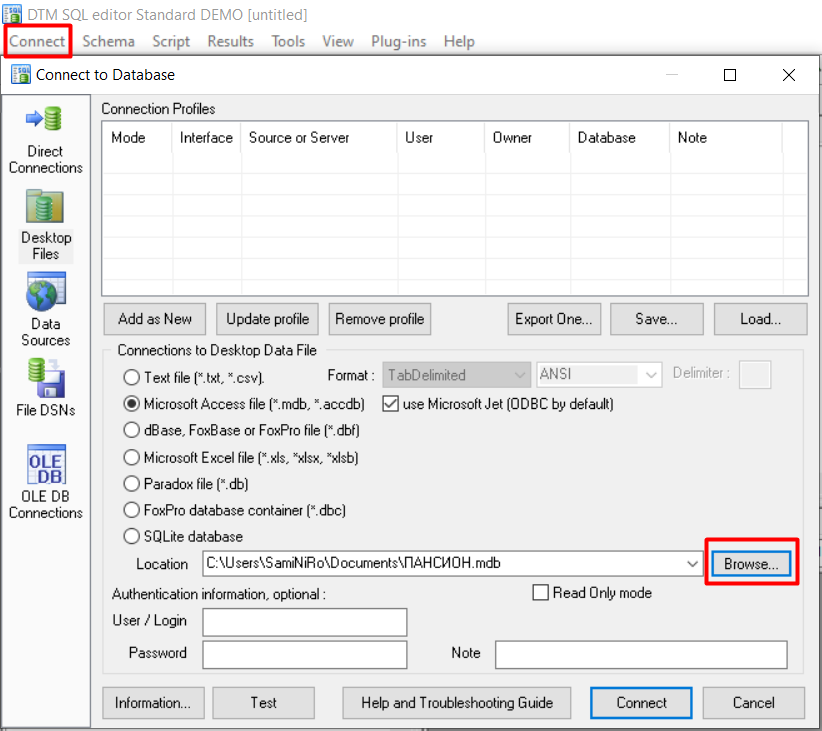 DTM SQL editor Standard DEMO [untitled]
Connect Schema Script Results Tools View Plug-ins Help
Connect to Database
Direct
Connections
Desktop
Files
Data
Sources
File DSNs
OLE DB
Connections
Connection Profiles
Mode Interface Source or Server User Owner Database Note
Add as New Update profile Remove profile Export One... Save... Load...
Connections to Desktop Data File
Text file (*.txt, *.csv). Format : TabDelimited ANSI Delimiter :
Microsoft Access file (*.mdb, *.accdb) use Microsoft Jet (ODBC by default)
dBase, FoxBase or FoxPro file (*.dbf)
Microsoft Excel file (*.xls, *xlsx, *xlsb)
Paradox file (*.db)
FoxPro database container (*.dbc)
SQLite database
Location C:\Users\SamiNiRo\Documents\ПАНСИОН.mdb Browse...
Authentication information, optional : Read Only mode
User / Login
Password Note
Information... Test Help and Troubleshooting Guide Connect Cancel